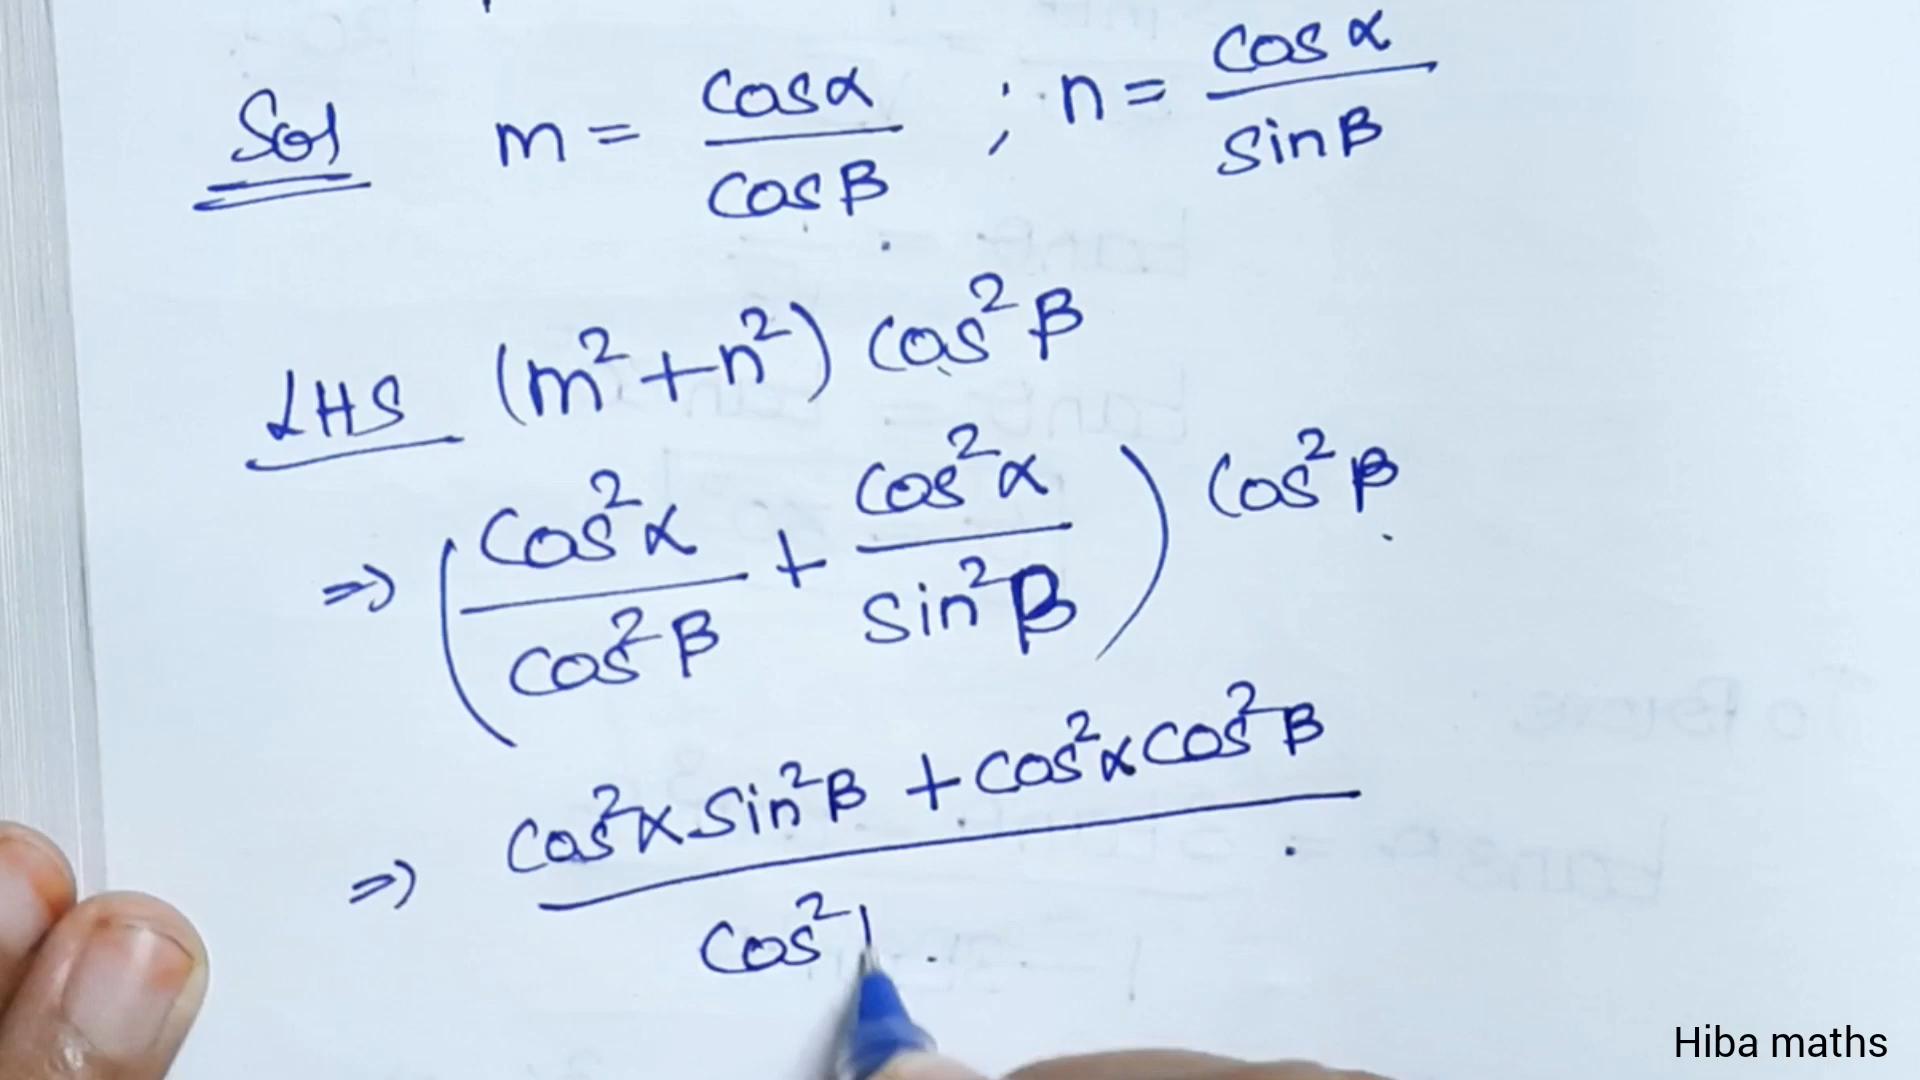 Sol m = cosα / cosβ ; n = cosα / sinβ
LHS (m² + n²) cos²β
⇒ (cos²α / cos²β + cos²α / sin²β) cos²β
⇒ cos²α sin²β + cos²α cos²β
cos²
Hiba maths